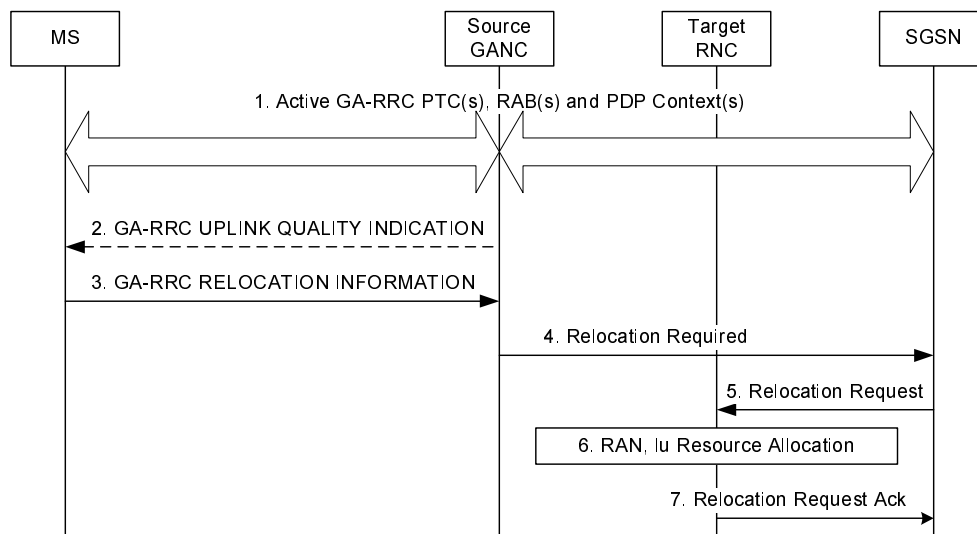 MS
Source
GANC
Target
RNC
SGSN
1. Active GA-RRC PTC(s), RAB(s) and PDP Context(s)
2. GA-RRC UPLINK QUALITY INDICATION
3. GA-RRC RELOCATION INFORMATION
4. Relocation Required
5. Relocation Request
6. RAN, Iu Resource Allocation
7. Relocation Request Ack